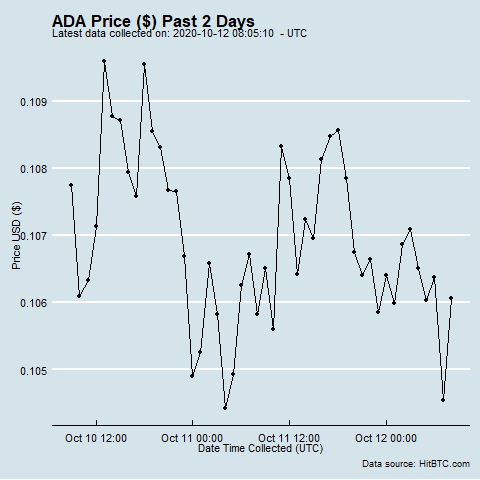 ADA Price ($) Past 2 Days
Latest data collected on: 2020-10-12 08:05:10 - UTC
0.109
0.108
0.107
0.106
0.105
Price USD ($)
Oct 10 12:00
Oct 11 00:00
Oct 11 12:00
Oct 12 00:00
Date Time Collected (UTC)
Data source: HitBTC.com